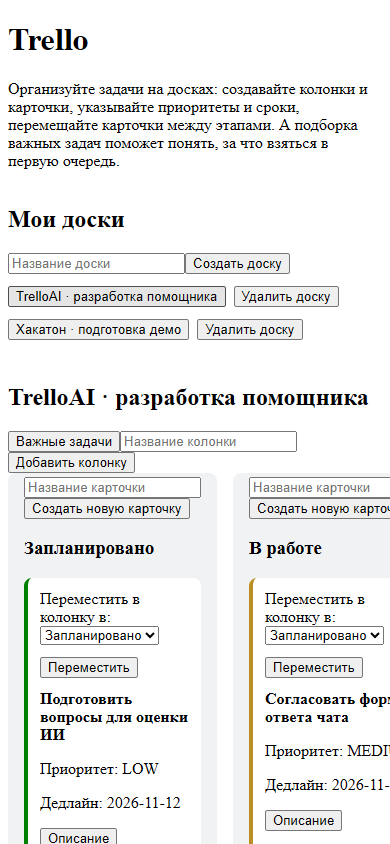 Trello
Организуйте задачи на досках: создавайте колонки и
карточки, указывайте приоритеты и сроки,
перемещайте карточки между этапами. А подборка
важных задач поможет понять, за что взяться в
первую очередь.
Мои доски
Название доски Создать доску
TrelloAI · разработка помощника Удалить доску
Хакатон · подготовка демо Удалить доску
TrelloAI · разработка помощника
Важные задачи Название колонки
Добавить колонку
Название карточки
Создать новую карточку
Запланировано
Переместить в
колонку в:
Запланировано
Переместить
Подготовить
вопросы для оценки
ИИ
Приоритет: LOW
Дедлайн: 2026-11-12
Описание
Название карточки
Создать новую карточ
В работе
Переместить в
колонку в:
Запланировано
Переместить
Согласовать фор
ответа чата
Приоритет: MEDI
Дедлайн: 2026-11-
Описание